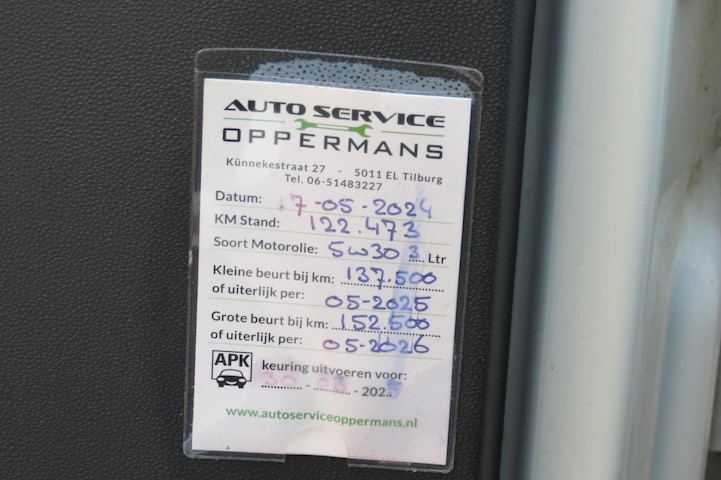 AUTO SERVICE
OPPERMANS
Künnekestraat 27 - 5011 EL Tilburg
Tel. 06-51483227
Datum: 17-05-2024
KM Stand: 122.473
Soort Motorolie: 5w30 3 Ltr
Kleine beurt bij km: 137.500
of uiterlijk per: 05-2025
Grote beurt bij km: 152.500
of uiterlijk per: 05-2026
APK keuring uitvoeren voor:
30 - - 2025
www.autoserviceoppermans.nl